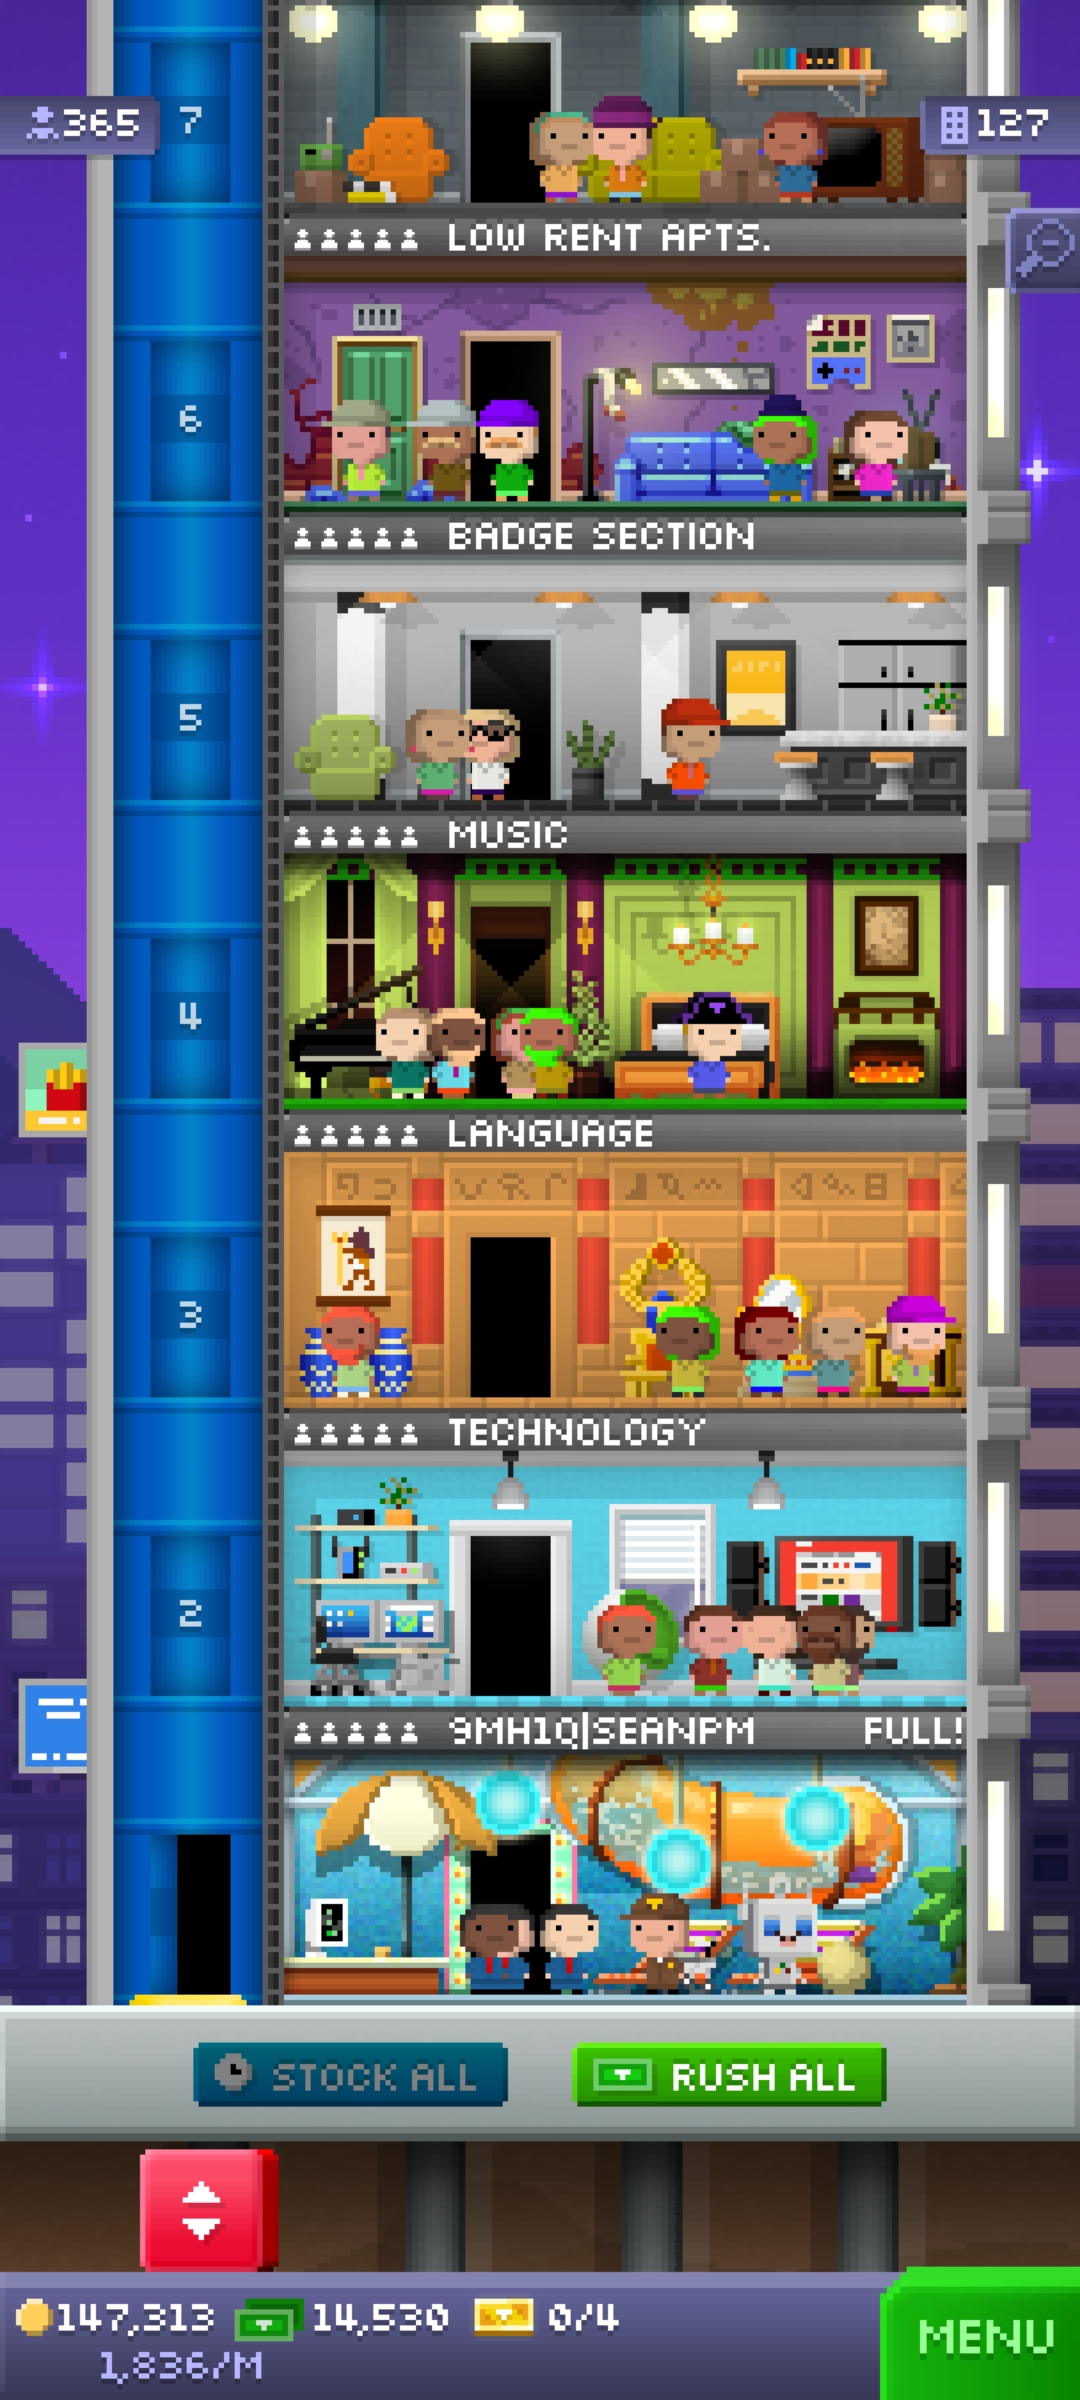 365
7
127
LOW RENT APTS.
6
BADGE SECTION
5
MUSIC
4
LANGUAGE
3
TECHNOLOGY
2
9MH1Q|SEANPM FULL!
STOCK ALL
RUSH ALL
147,313 14,530 0/4
1,836/M
MENU